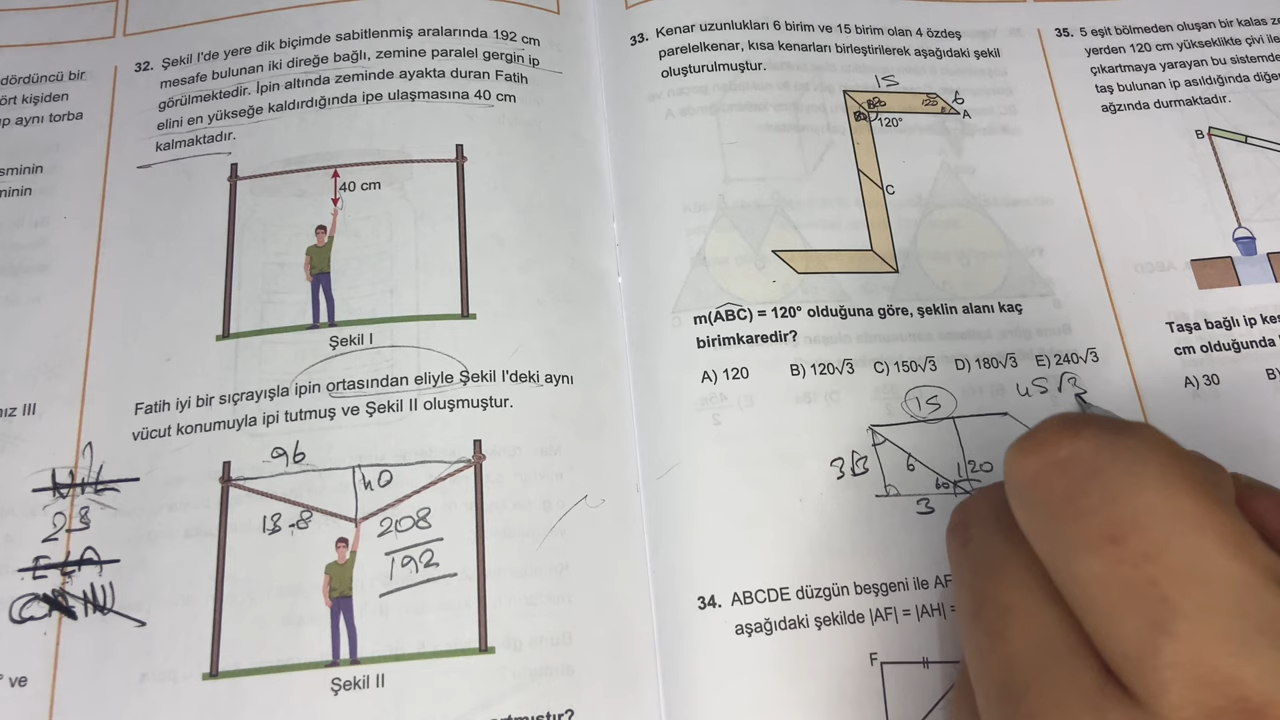 dördüncü bir
ört kişiden
p aynı torba
sminin
ninin
ız III
ve
28
32. Şekil I'de yere dik biçimde sabitlenmiş aralarında 192 cm
mesafe bulunan iki direğe bağlı, zemine paralel gergin ip
görülmektedir. İpin altında zeminde ayakta duran Fatih
elini en yükseğe kaldırdığında ipe ulaşmasına 40 cm
kalmaktadır.
40 cm
Şekil I
Fatih iyi bir sıçrayışla ipin ortasından eliyle Şekil I'deki aynı
vücut konumuyla ipi tutmuş ve Şekil II oluşmuştur.
96
40
13.8
208
192
Şekil II
33. Kenar uzunlukları 6 birim ve 15 birim olan 4 özdeş
parelelkenar, kısa kenarları birleştirilerek aşağıdaki şekil
oluşturulmuştur.
15
120
6
A
120°
C
m(ABC) = 120° olduğuna göre, şeklin alanı kaç
birimkaredir?
A) 120 B) 120√3 C) 150√3 D) 180√3 E) 240√3
45√3
15
3√3
6
120
60
3
34. ABCDE düzgün beşgeni ile AF
aşağıdaki şekilde |AF| = |AH| =
F
35. 5 eşit bölmeden oluşan bir kalas
yerden 120 cm yükseklikte çivi ile
çıkartmaya yarayan bu sistemde
taş bulunan ip asıldığında diğe
ağzında durmaktadır.
B
Taşa bağlı ip kes
cm olduğunda
A) 30 B)